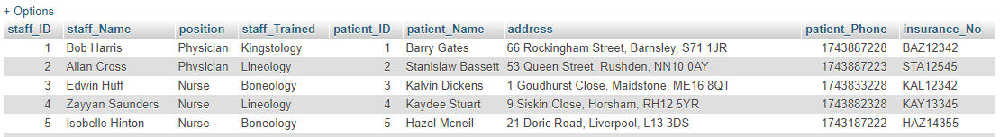 + Options
staff_ID staff_Name position staff_Trained patient_ID patient_Name address patient_Phone insurance_No
1 Bob Harris Physician Kingstology 1 Barry Gates 66 Rockingham Street, Barnsley, S71 1JR 1743887228 BAZ12342
2 Allan Cross Physician Lineology 2 Stanislaw Bassett 53 Queen Street, Rushden, NN10 0AY 1743887223 STA12545
3 Edwin Huff Nurse Boneology 3 Kalvin Dickens 1 Goudhurst Close, Maidstone, ME16 8QT 1743833228 KAL12342
4 Zayyan Saunders Nurse Lineology 4 Kaydee Stuart 9 Siskin Close, Horsham, RH12 5YR 1743882328 KAY13345
5 Isobelle Hinton Nurse Boneology 5 Hazel Mcneil 21 Doric Road, Liverpool, L13 3DS 1743187222 HAZ14355